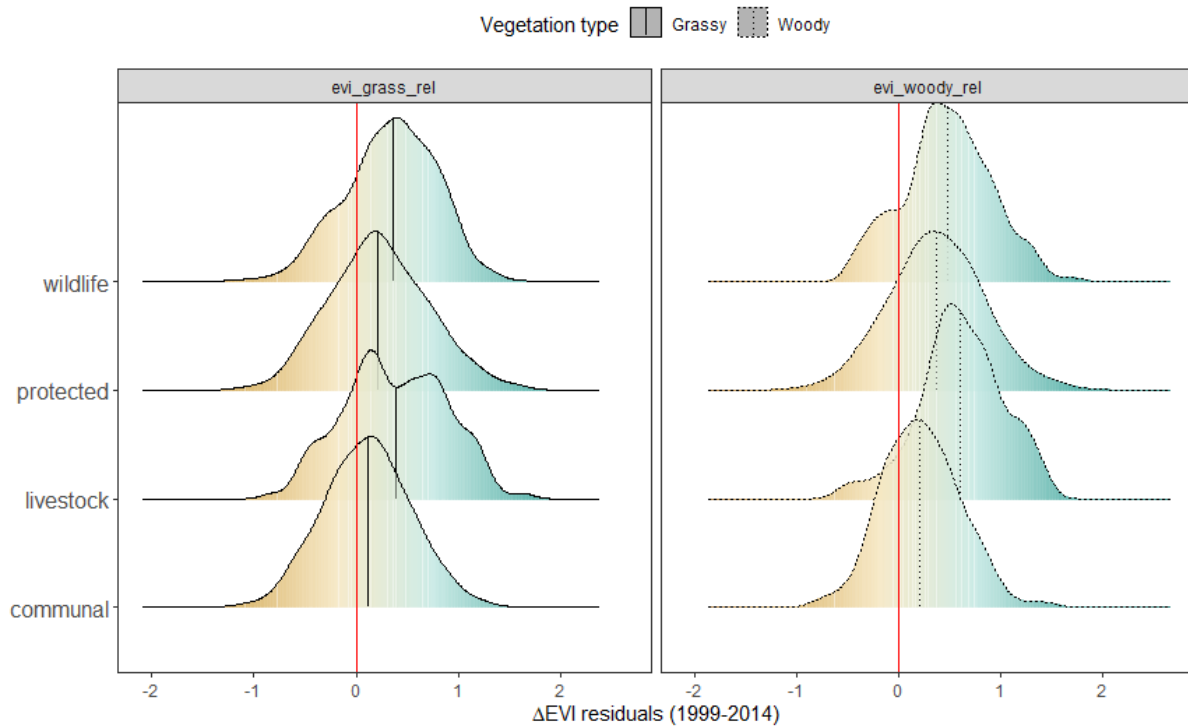 Vegetation type Grassy Woody
evi_grass_rel evi_woody_rel
wildlife
protected
livestock
communal
-2 -1 0 1 2 -2 -1 0 1 2
ΔEVI residuals (1999-2014)